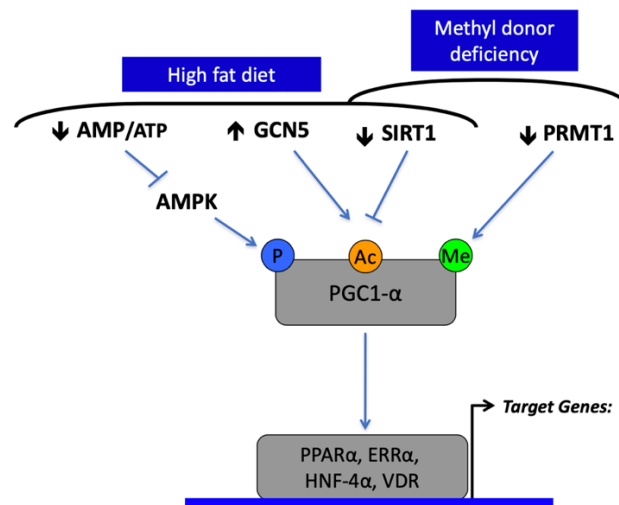 Methyl donor
deficiency
High fat diet
🡫 AMP/ATP
🡩 GCN5
🡫 SIRT1
🡫 PRMT1
AMPK
P
Ac
Me
PGC1-α
Target Genes:
PPARα, ERRα,
HNF-4α, VDR